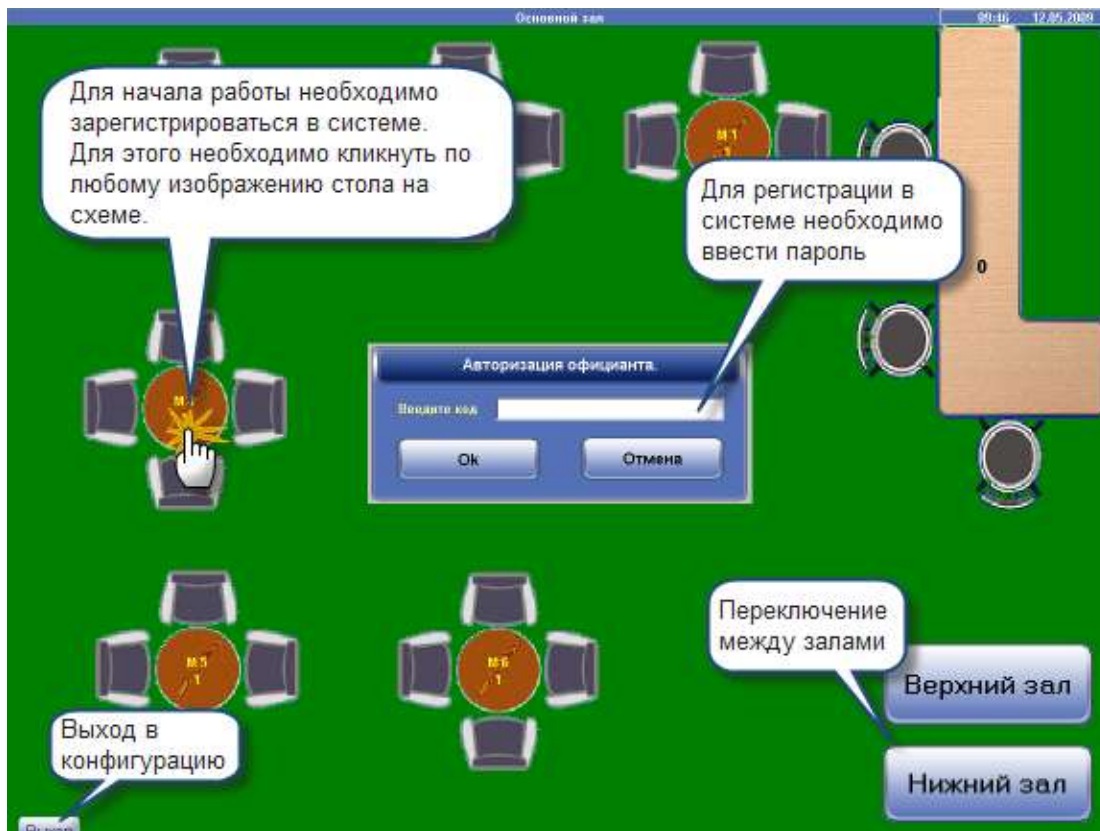 Основной зал
09:46 12.05.2009
Для начала работы необходимо
зарегистрироваться в системе.
Для этого необходимо кликнуть по
любому изображению стола на
схеме.
M:1
Для регистрации в
системе необходимо
ввести пароль
0
Авторизация официанта.
Введите код
Ok
Отмена
M:5
1
M:6
1
Переключение
между залами
Верхний зал
Выход в
конфигурацию
Нижний зал
Выход